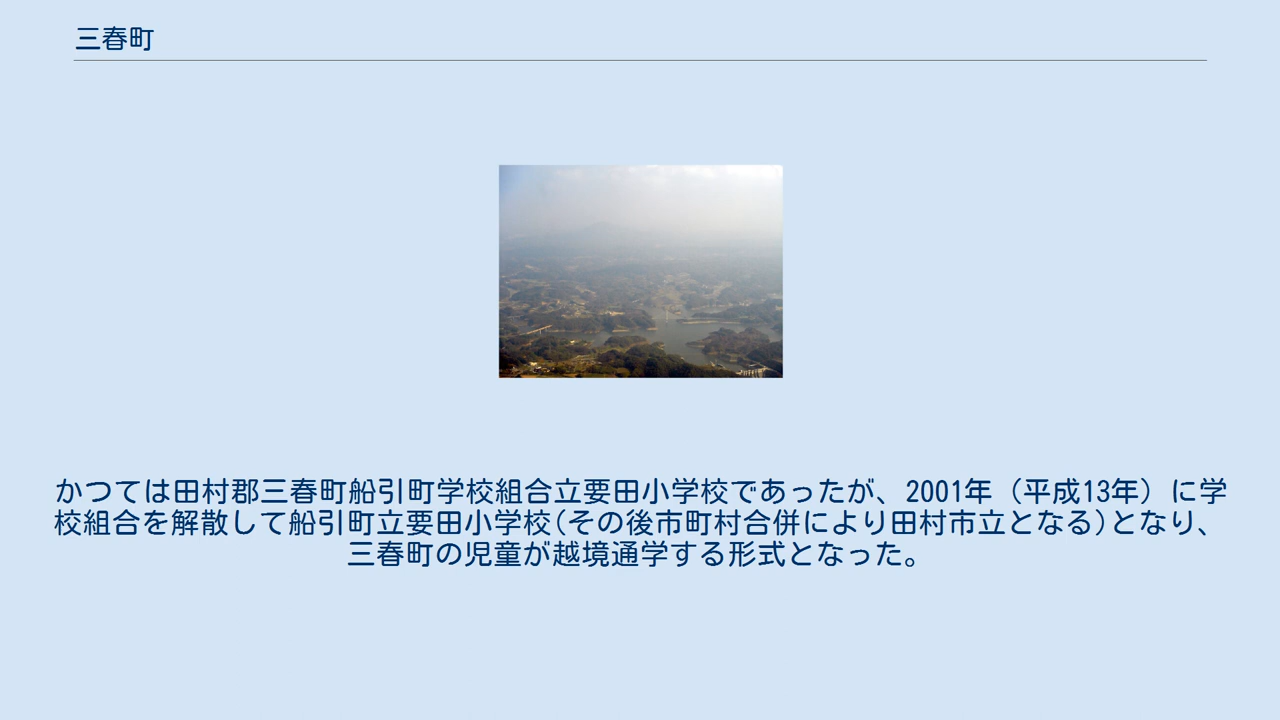 三春町
かつては田村郡三春町船引町学校組合立要田小学校であったが、2001年（平成13年）に学
校組合を解散して船引町立要田小学校(その後市町村合併により田村市立となる)となり、
三春町の児童が越境通学する形式となった。